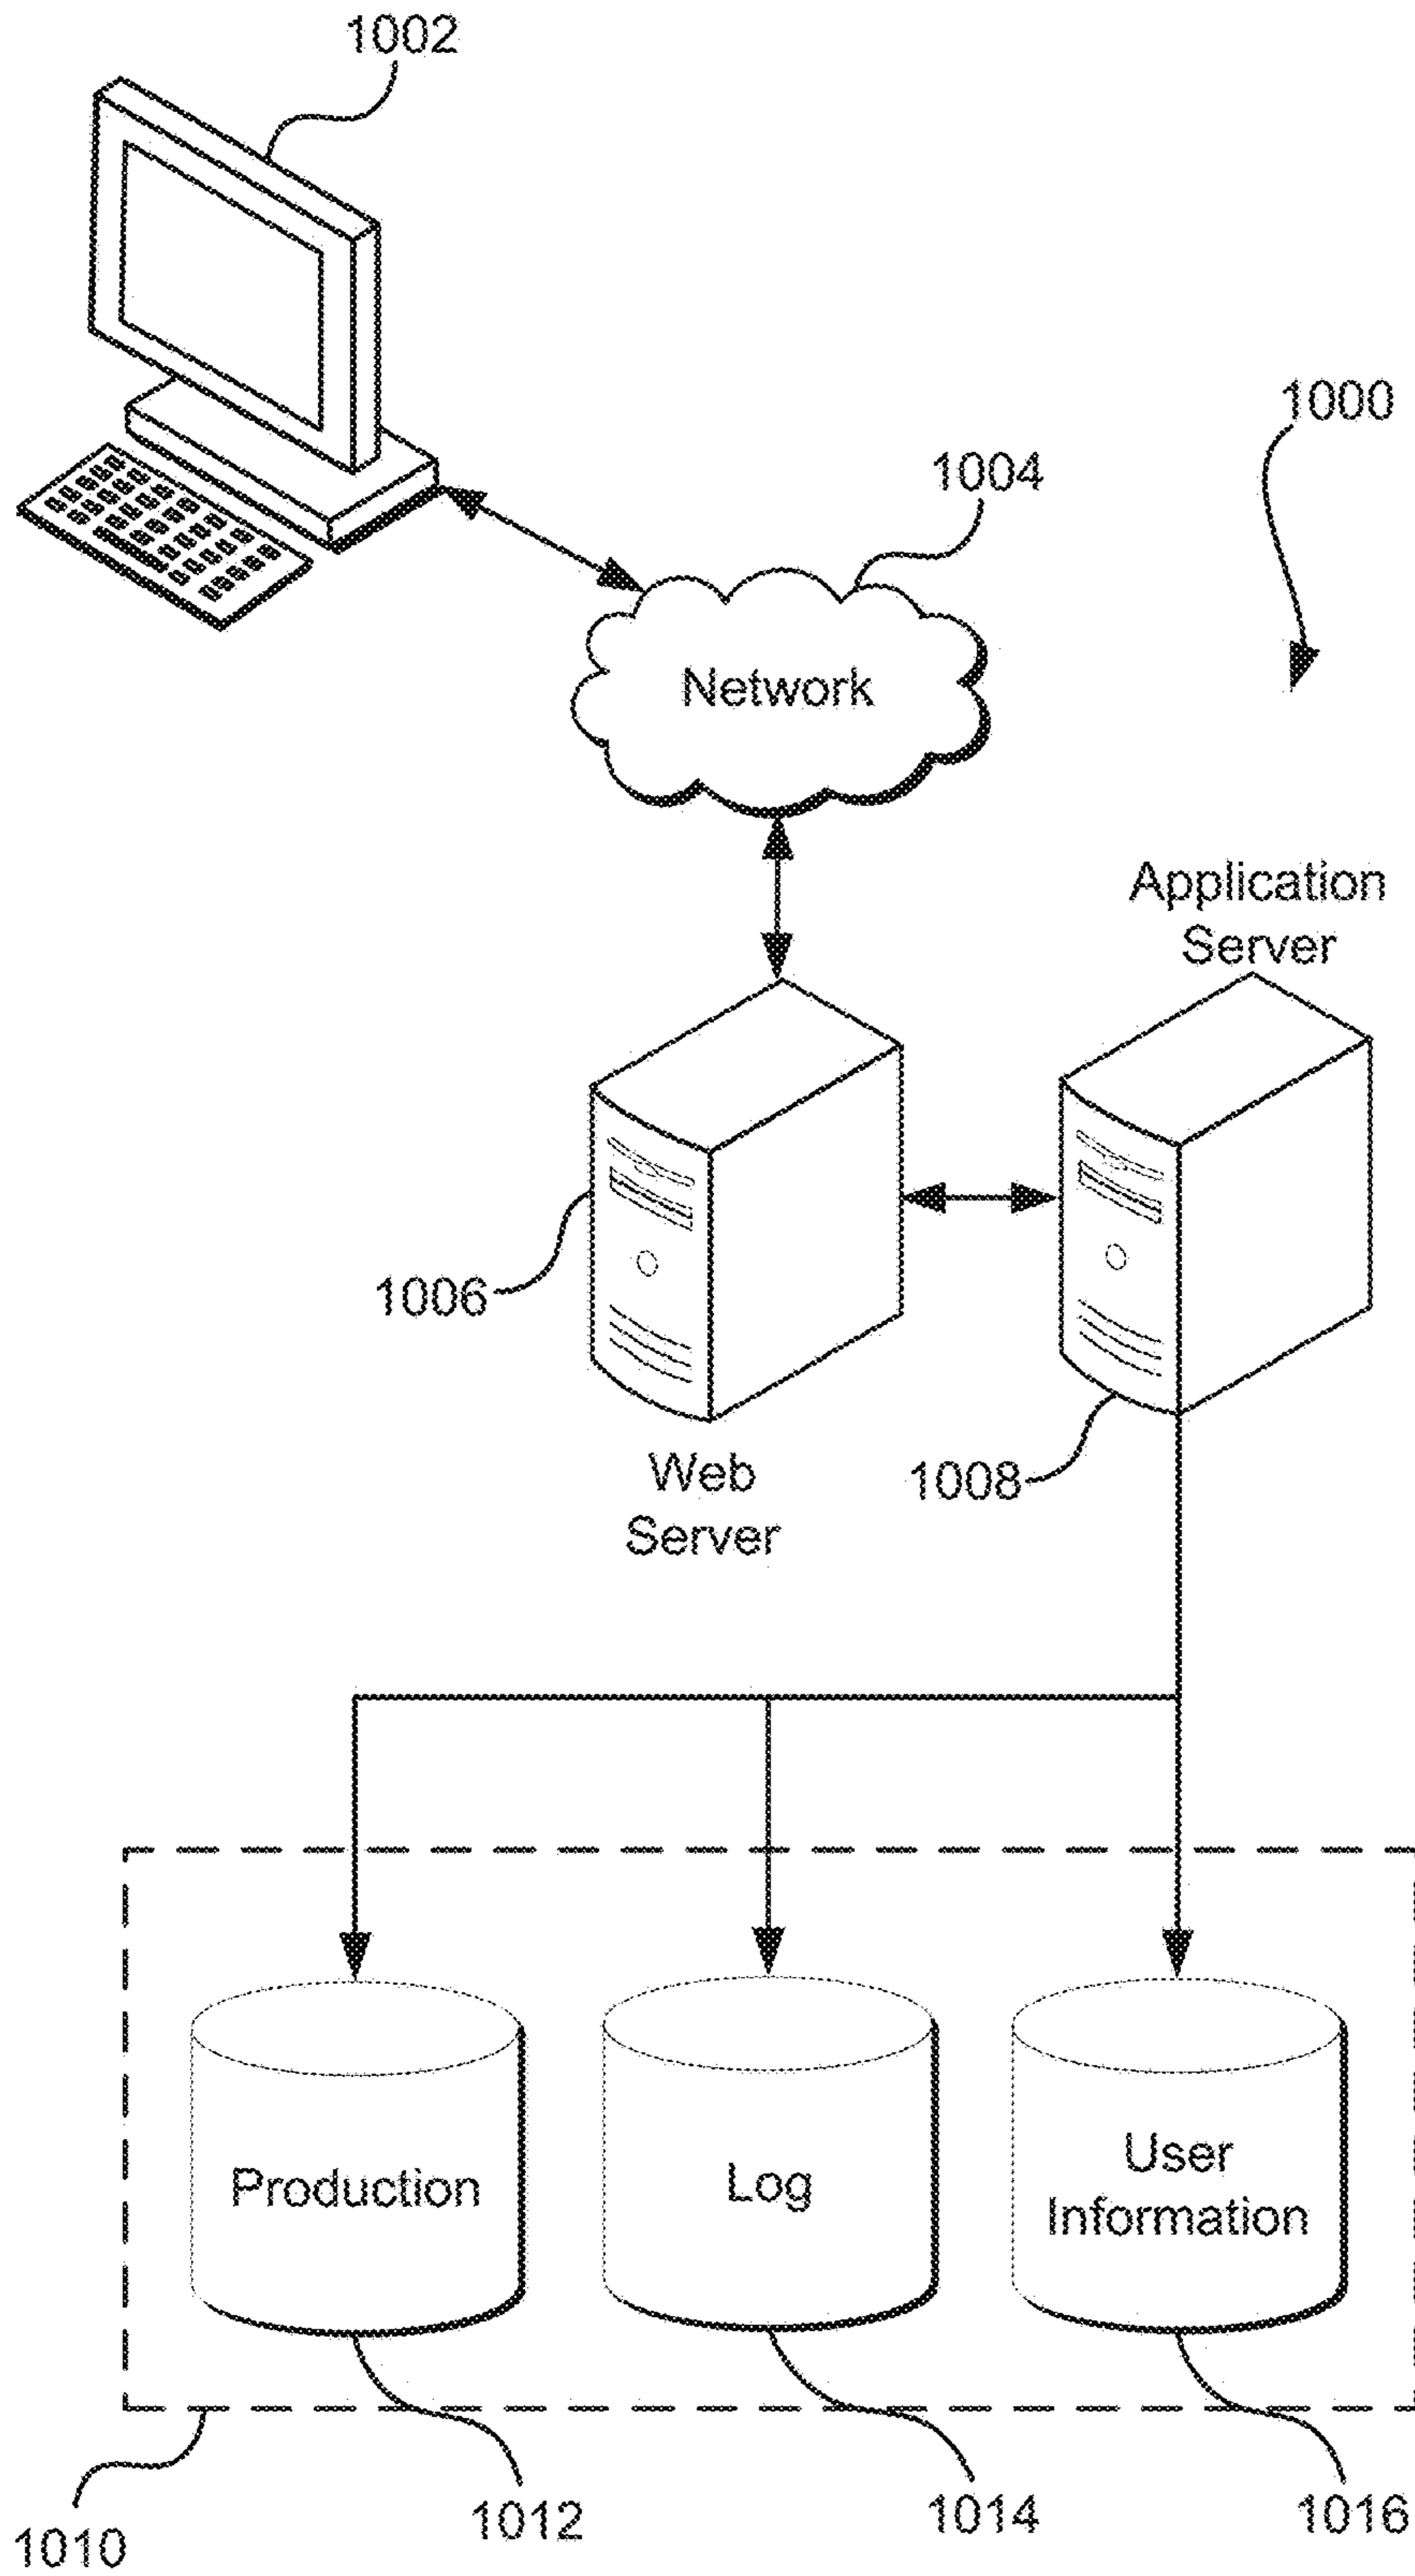 1002
1000
1004
Network
Application
Server
1006
Web
Server
1008
Production
Log
User
Information
1010
1012
1014
1016